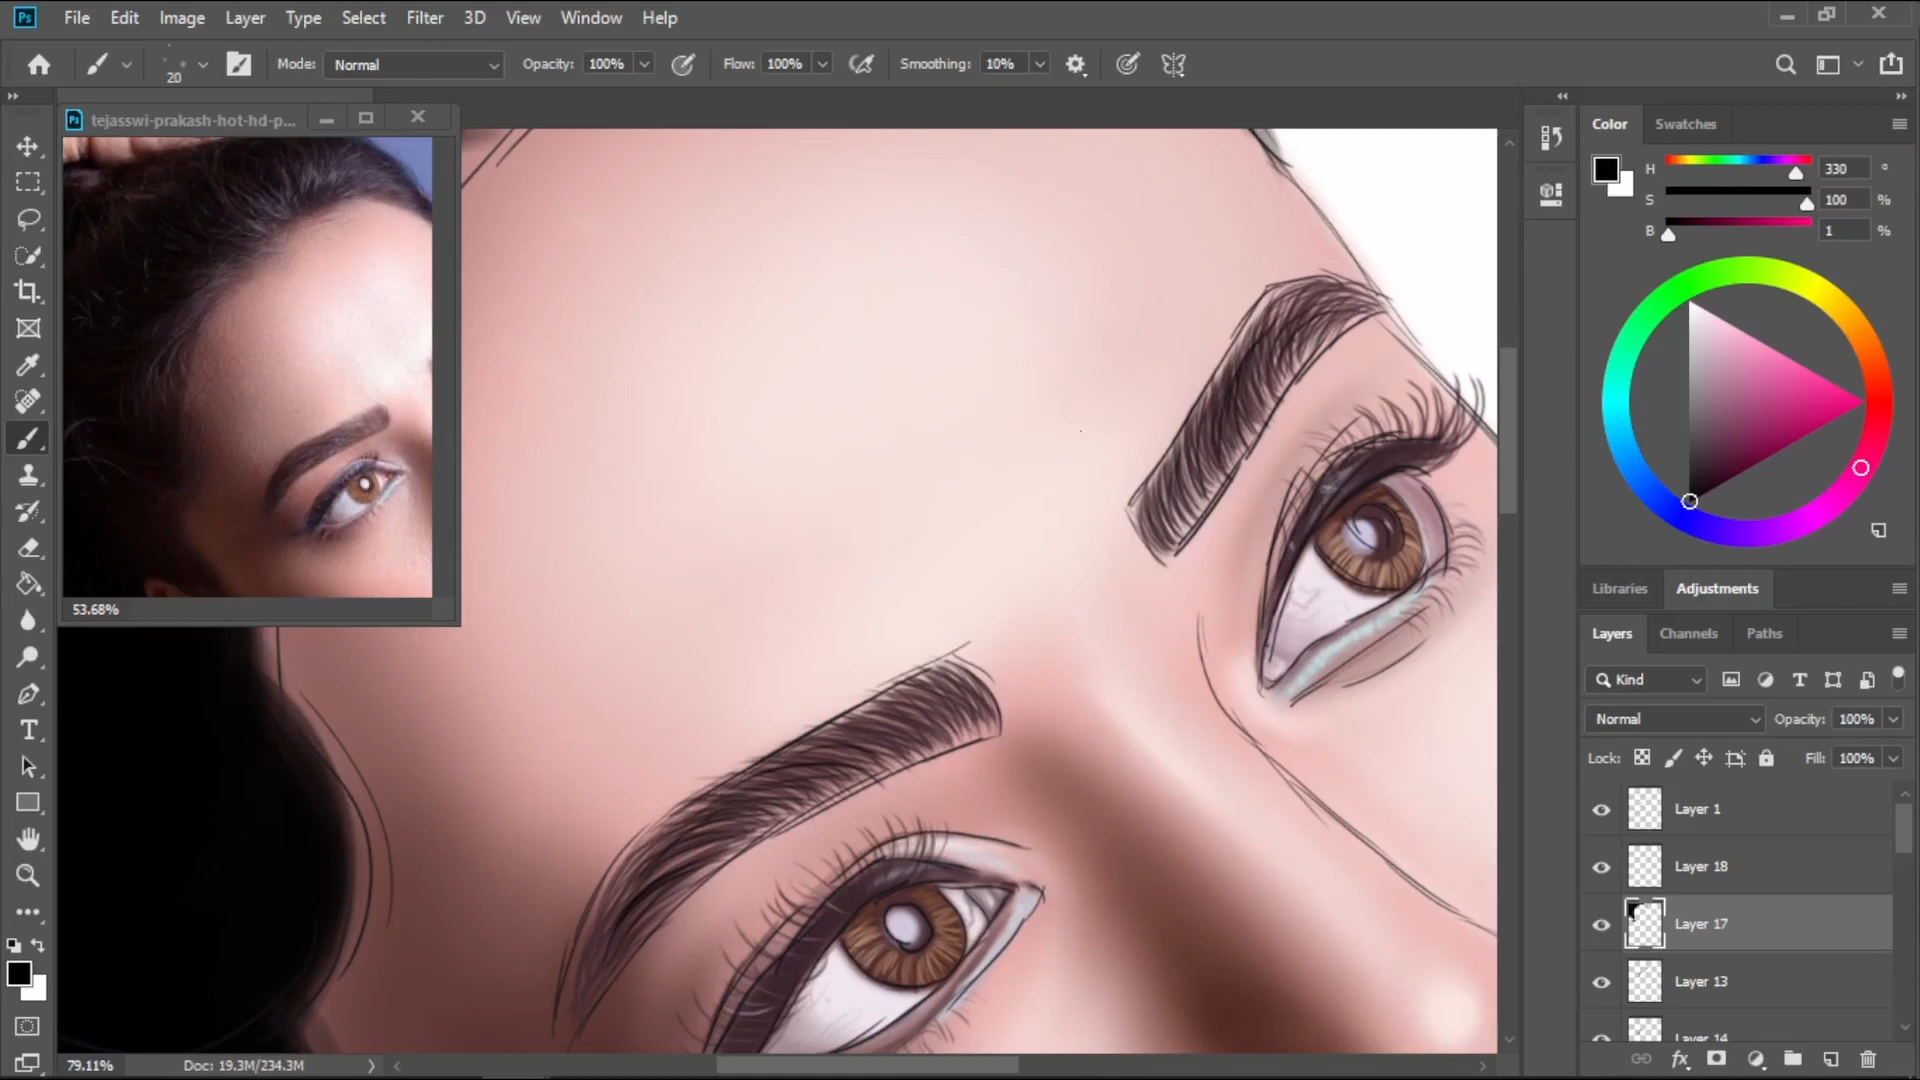 Ps File Edit Image Layer Type Select Filter 3D View Window Help
20 Mode: Normal Opacity: 100% Flow: 100% Smoothing: 10%
Ps tejasswi-prakash-hot-hd-p...
53.68%
Color Swatches
H 330 °
S 100 %
B 1 %
Libraries Adjustments
Layers Channels Paths
Kind
Normal Opacity: 100%
Lock: Fill: 100%
Layer 1
Layer 18
Layer 17
Layer 13
Layer 14
79.11% Doc: 19.3M/234.3M